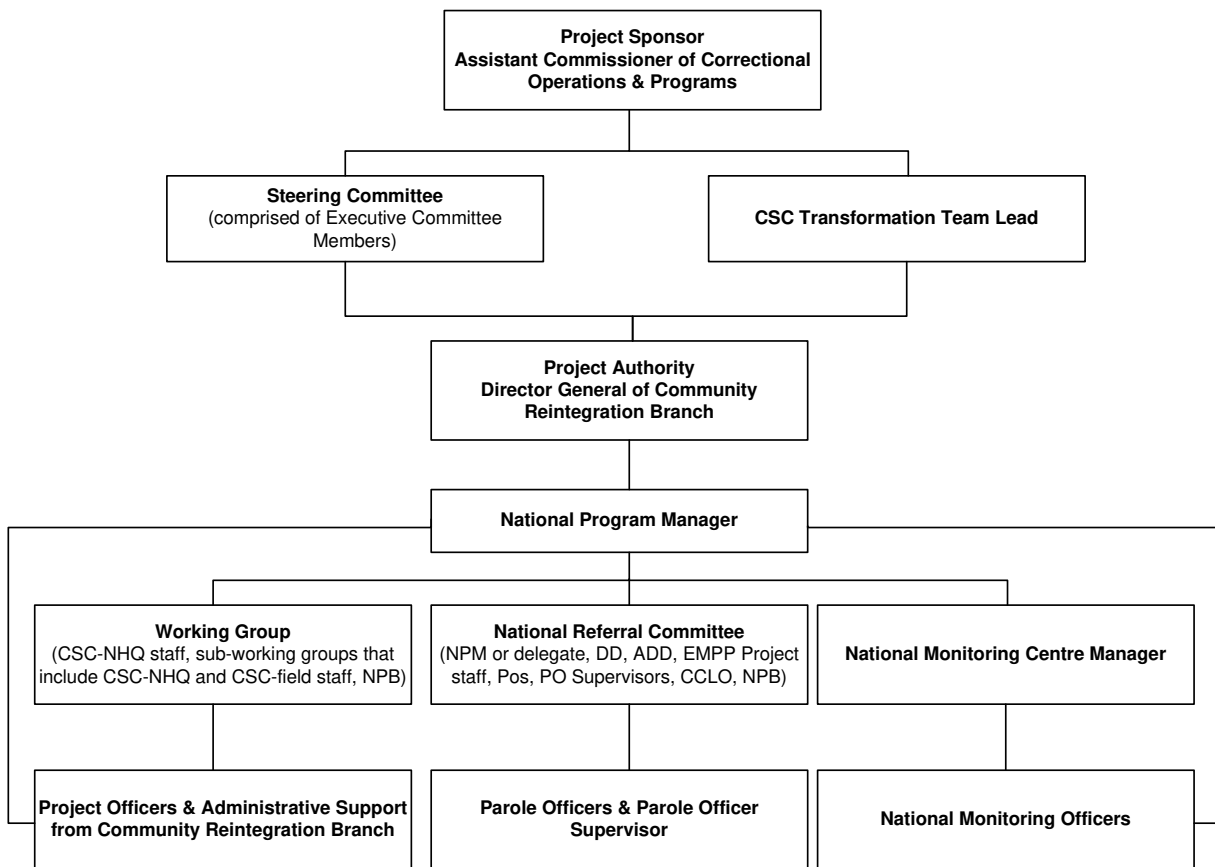 Project Sponsor
Assistant Commissioner of Correctional
Operations & Programs
Steering Committee
(comprised of Executive Committee
Members)
CSC Transformation Team Lead
Project Authority
Director General of Community
Reintegration Branch
National Program Manager
Working Group
(CSC-NHQ staff, sub-working groups that
include CSC-NHQ and CSC-field staff, NPB)
National Referral Committee
(NPM or delegate, DD, ADD, EMPP Project
staff, Pos, PO Supervisors, CCLO, NPB)
National Monitoring Centre Manager
Project Officers & Administrative Support
from Community Reintegration Branch
Parole Officers & Parole Officer
Supervisor
National Monitoring Officers